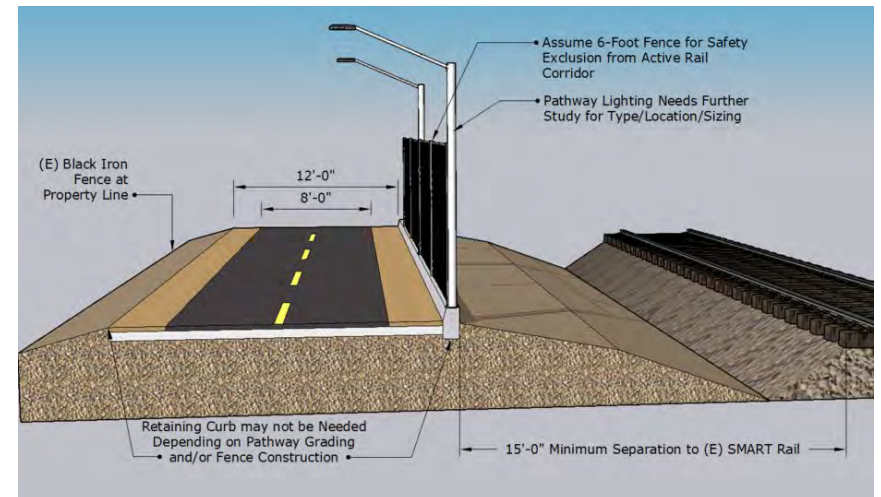 Assume 6-Foot Fence for Safety
Exclusion from Active Rail
Corridor
Pathway Lighting Needs Further
Study for Type/Location/Sizing
(E) Black Iron
Fence at
Property Line
12'-0"
8'-0"
Retaining Curb may not be Needed
Depending on Pathway Grading
and/or Fence Construction
15'-0" Minimum Separation to (E) SMART Rail